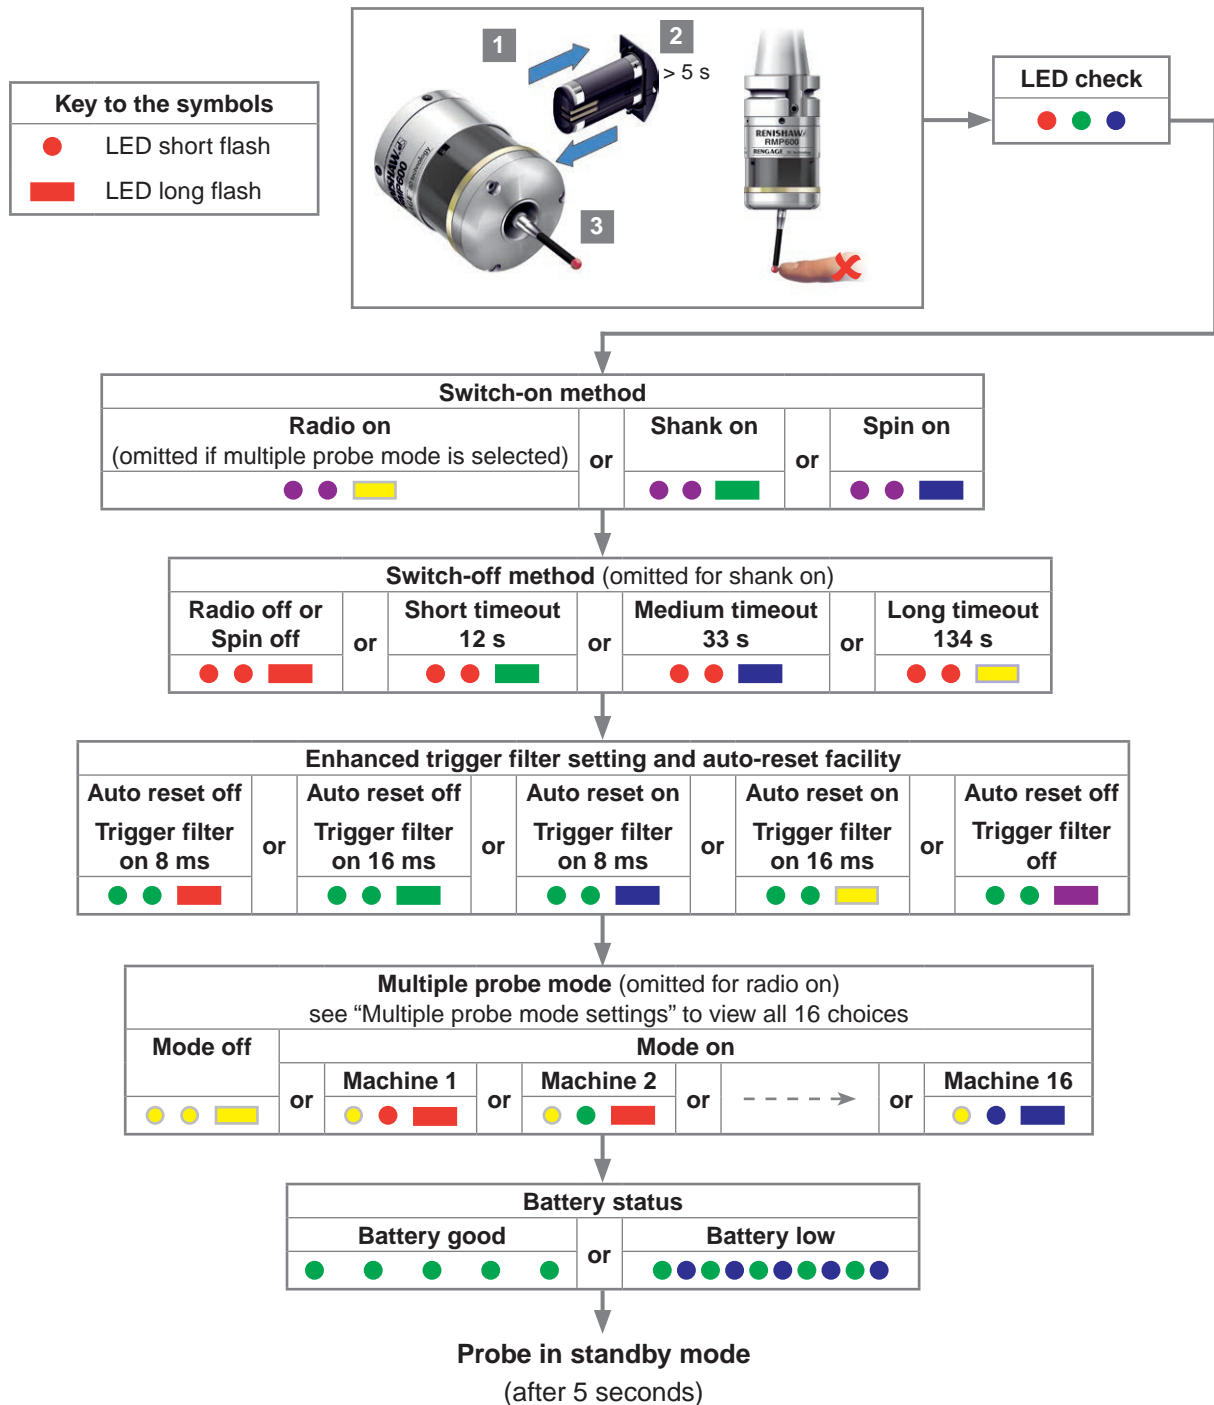 1
2
> 5 s
3
RENISHAW
RMP600
RENGAGE
RENISHAW
RMP600
Key to the symbols
LED short flash
LED long flash
LED check
Switch-on method
Radio on
(omitted if multiple probe mode is selected)
or
Shank on
or
Spin on
Switch-off method (omitted for shank on)
Radio off or
Spin off
or
Short timeout
12 s
or
Medium timeout
33 s
or
Long timeout
134 s
Enhanced trigger filter setting and auto-reset facility
Auto reset off
Trigger filter
on 8 ms
or
Auto reset off
Trigger filter
on 16 ms
or
Auto reset on
Trigger filter
on 8 ms
or
Auto reset on
Trigger filter
on 16 ms
or
Auto reset off
Trigger filter
off
Multiple probe mode (omitted for radio on)
see “Multiple probe mode settings” to view all 16 choices
Mode off
Mode on
or
Machine 1
or
Machine 2
or
or
Machine 16
Battery status
Battery good
or
Battery low
Probe in standby mode
(after 5 seconds)